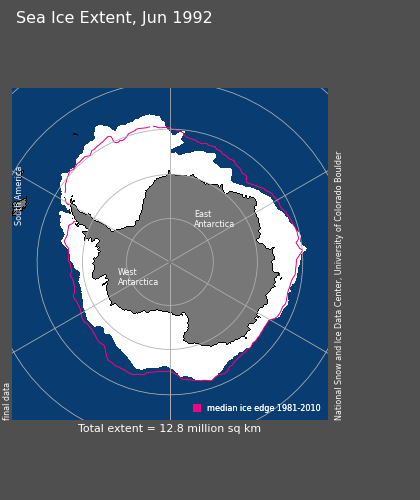 Sea Ice Extent, Jun 1992
South America
East
Antarctica
West
Antarctica
National Snow and Ice Data Center, University of Colorado Boulder
final data
median ice edge 1981-2010
Total extent = 12.8 million sq km